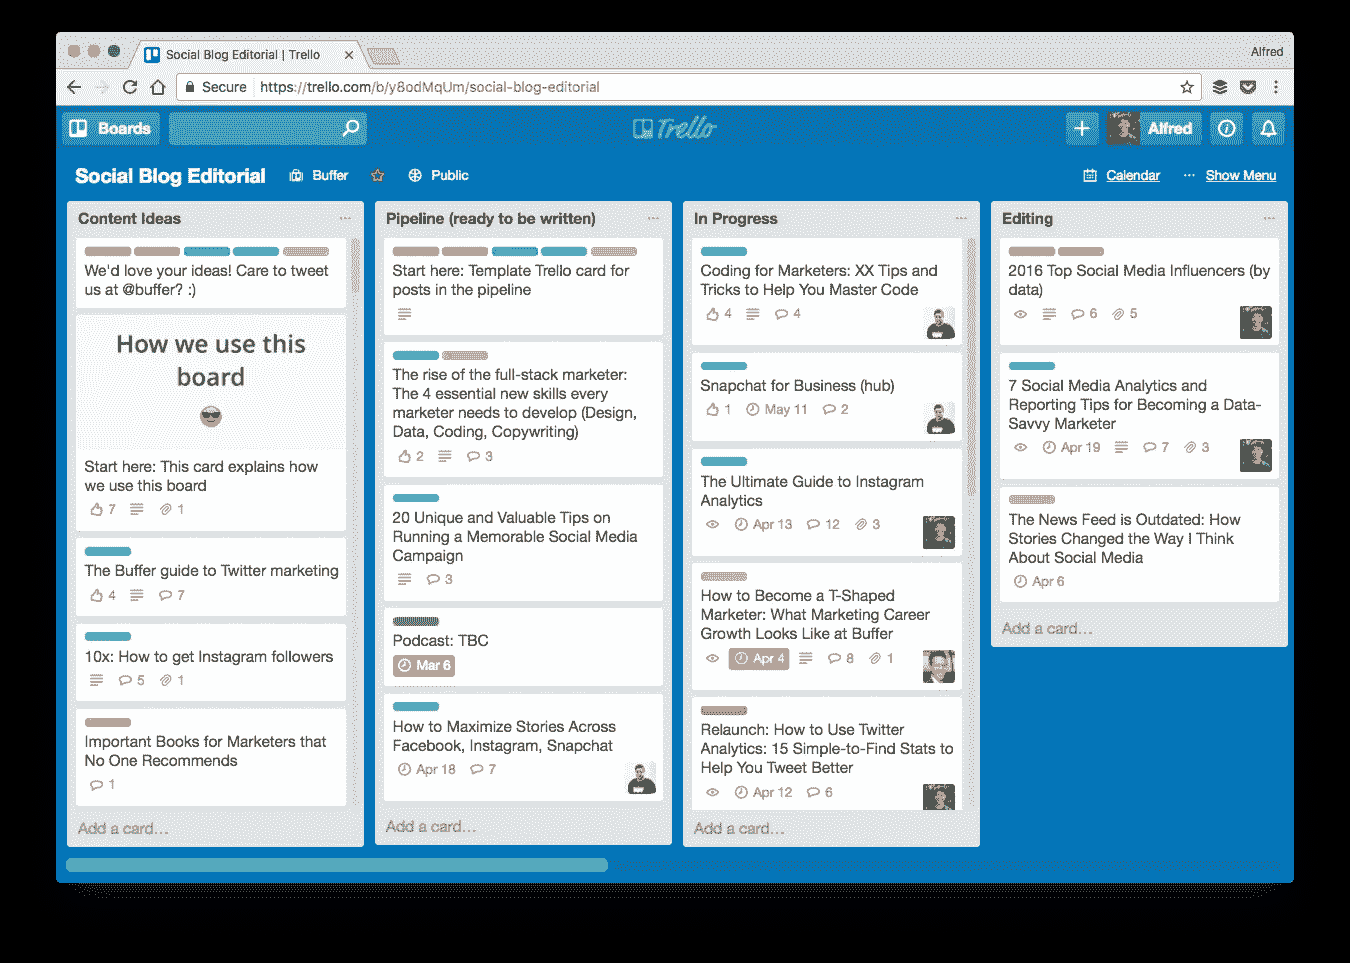 Social Blog Editorial | Trello
Alfred
Secure
https://trello.com/b/y8odMqUm/social-blog-editorial
Boards
Trello
Alfred
Social Blog Editorial
Buffer
Public
Calendar
Show Menu
Content Ideas
We'd love your ideas! Care to tweet
us at @buffer? :)
How we use this
board
Start here: This card explains how
we use this board
7
1
The Buffer guide to Twitter marketing
4
7
10x: How to get Instagram followers
5
1
Important Books for Marketers that
No One Recommends
1
Add a card...
Pipeline (ready to be written)
Start here: Template Trello card for
posts in the pipeline
The rise of the full-stack marketer:
The 4 essential new skills every
marketer needs to develop (Design,
Data, Coding, Copywriting)
2
3
20 Unique and Valuable Tips on
Running a Memorable Social Media
Campaign
3
Podcast: TBC
Mar 6
How to Maximize Stories Across
Facebook, Instagram, Snapchat
Apr 18
7
Add a card...
In Progress
Coding for Marketers: XX Tips and
Tricks to Help You Master Code
4
4
Snapchat for Business (hub)
1
May 11
2
The Ultimate Guide to Instagram
Analytics
Apr 13
12
3
How to Become a T-Shaped
Marketer: What Marketing Career
Growth Looks Like at Buffer
Apr 4
8
1
Relaunch: How to Use Twitter
Analytics: 15 Simple-to-Find Stats to
Help You Tweet Better
Apr 12
6
Add a card...
Editing
2016 Top Social Media Influencers (by
data)
6
5
7 Social Media Analytics and
Reporting Tips for Becoming a Data-
Savvy Marketer
Apr 19
7
3
The News Feed is Outdated: How
Stories Changed the Way I Think
About Social Media
Apr 6
Add a card...